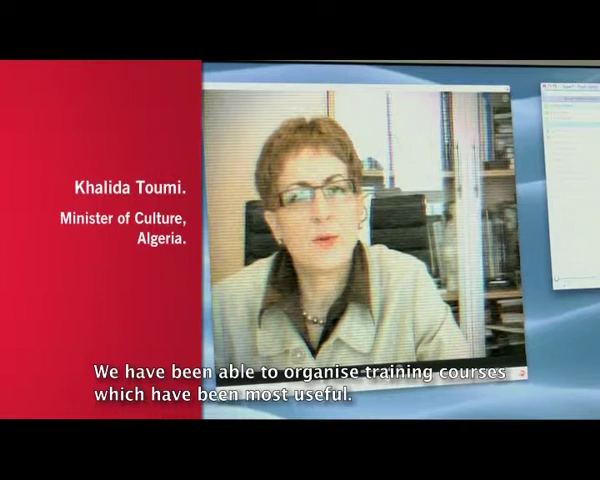 Khalida Toumi.
Minister of Culture,
Algeria.
We have been able to organise training courses
which have been most useful.